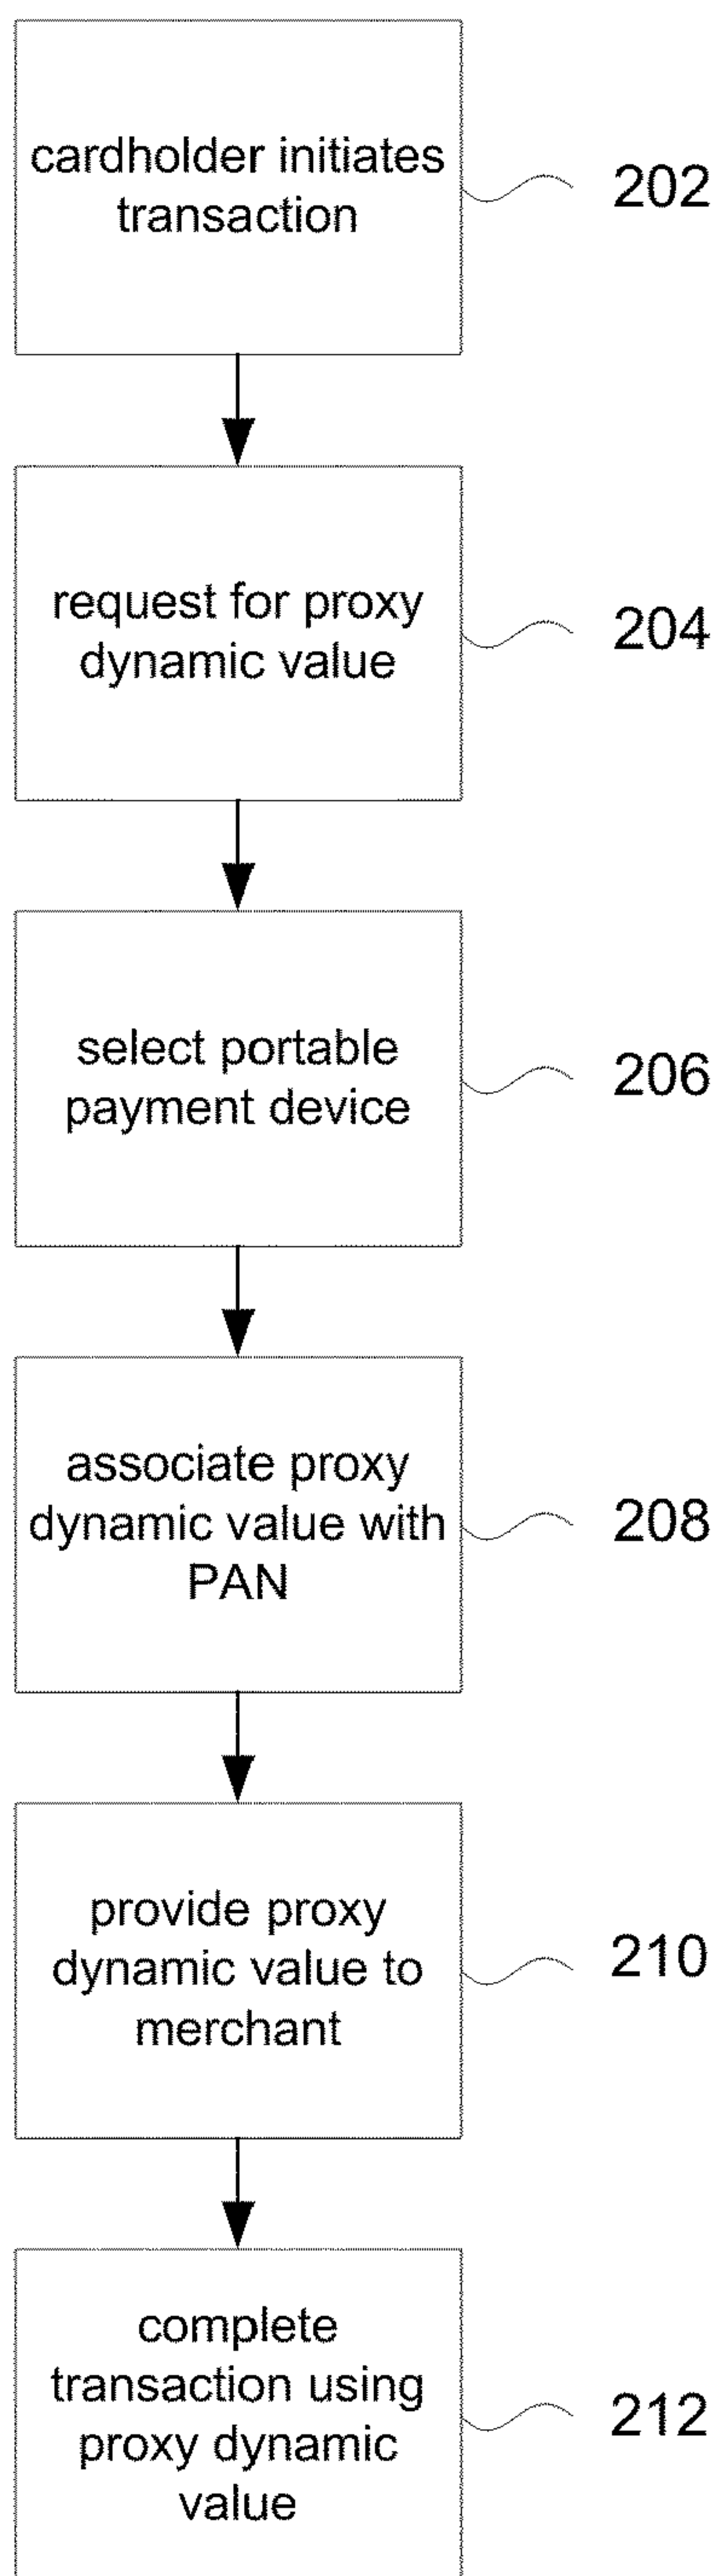 cardholder initiates
transaction
202
request for proxy
dynamic value
204
select portable
payment device
206
associate proxy
dynamic value with
PAN
208
provide proxy
dynamic value to
merchant
210
complete
transaction using
proxy dynamic
value
212